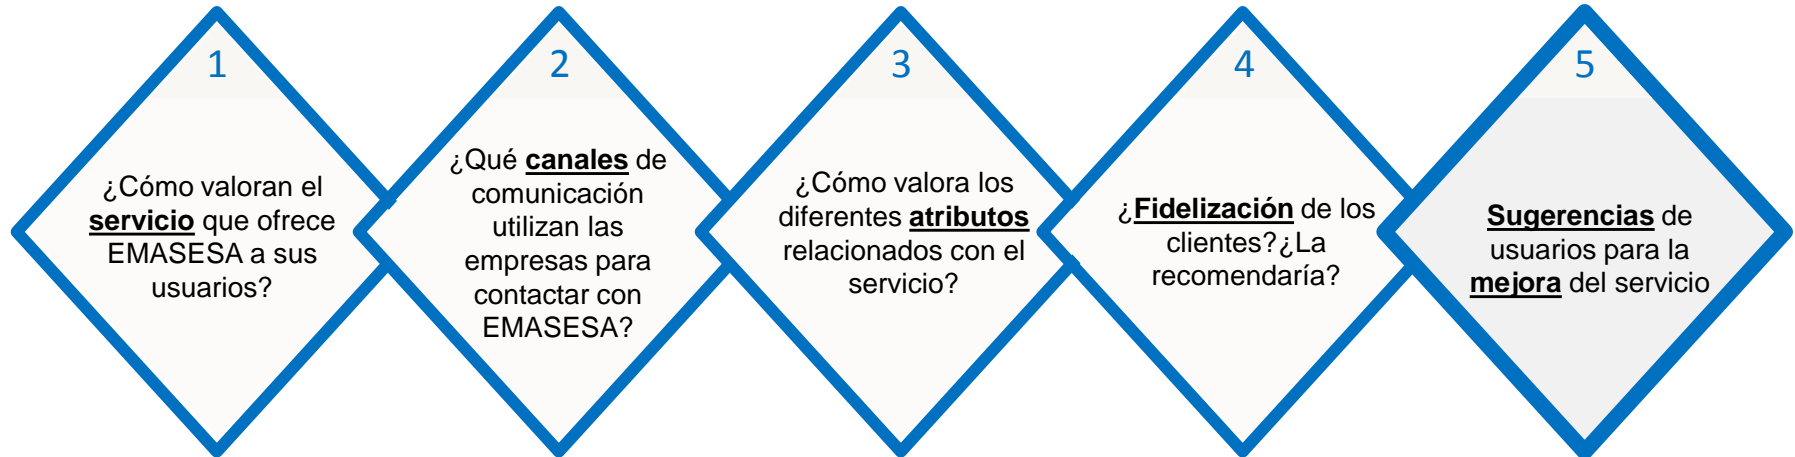 1
¿Cómo valoran el
servicio que ofrece
EMASESA a sus
usuarios?
2
¿Qué canales de
comunicación
utilizan las
empresas para
contactar con
EMASESA?
3
¿Cómo valora los
diferentes atributos
relacionados con el
servicio?
4
¿Fidelización de los
clientes?¿La
recomendaría?
5
Sugerencias de
usuarios para la
mejora del servicio